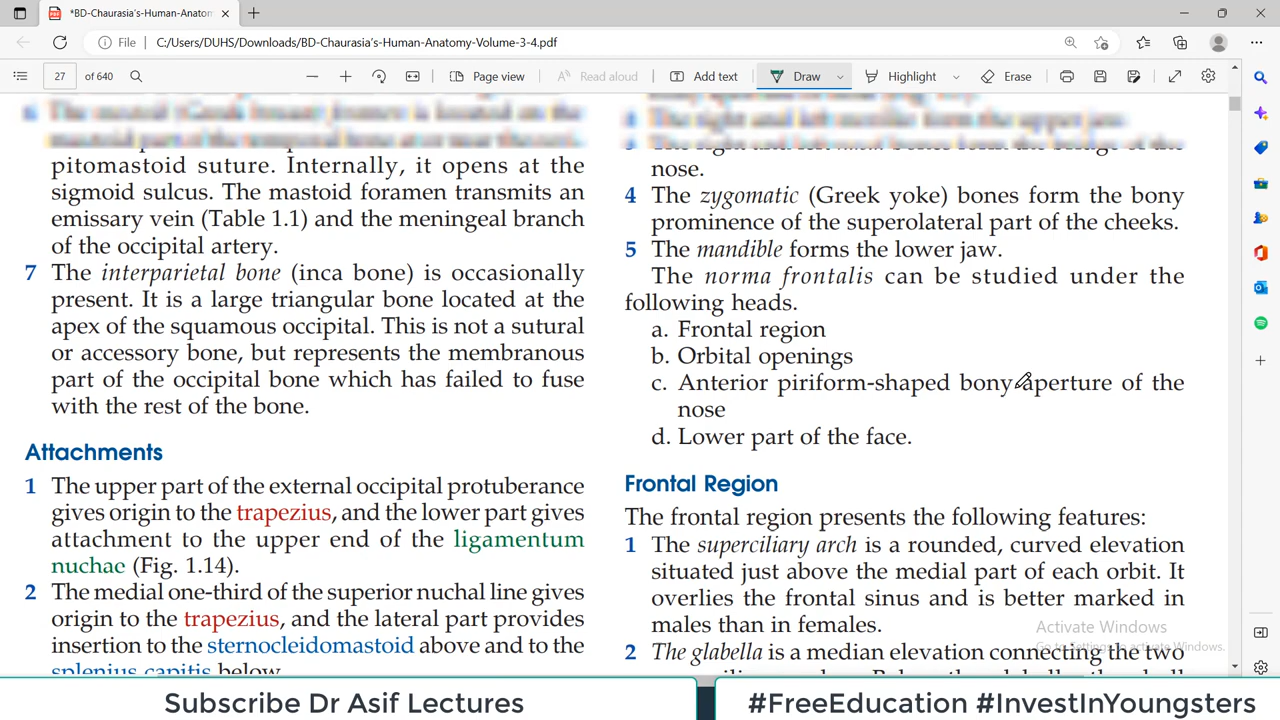 *BD-Chaurasia's-Human-Anatom
File C:/Users/DUHS/Downloads/BD-Chaurasia's-Human-Anatomy-Volume-3-4.pdf
27 of 640 Page view Read aloud Add text Draw Highlight Erase
pitomastoid suture. Internally, it opens at the
sigmoid sulcus. The mastoid foramen transmits an
emissary vein (Table 1.1) and the meningeal branch
of the occipital artery.
7 The interparietal bone (inca bone) is occasionally
present. It is a large triangular bone located at the
apex of the squamous occipital. This is not a sutural
or accessory bone, but represents the membranous
part of the occipital bone which has failed to fuse
with the rest of the bone.
Attachments
1 The upper part of the external occipital protuberance
gives origin to the trapezius, and the lower part gives
attachment to the upper end of the ligamentum
nuchae (Fig. 1.14).
2 The medial one-third of the superior nuchal line gives
origin to the trapezius, and the lateral part provides
insertion to the sternocleidomastoid above and to the
splenius capitis below.
nose.
4 The zygomatic (Greek yoke) bones form the bony
prominence of the superolateral part of the cheeks.
5 The mandible forms the lower jaw.
The norma frontalis can be studied under the
following heads.
a. Frontal region
b. Orbital openings
c. Anterior piriform-shaped bony aperture of the
nose
d. Lower part of the face.
Frontal Region
The frontal region presents the following features:
1 The superciliary arch is a rounded, curved elevation
situated just above the medial part of each orbit. It
overlies the frontal sinus and is better marked in
males than in females.
2 The glabella is a median elevation connecting the two
Activate Windows
Go to Settings to activate Windows.
Subscribe Dr Asif Lectures
#FreeEducation #InvestInYoungsters